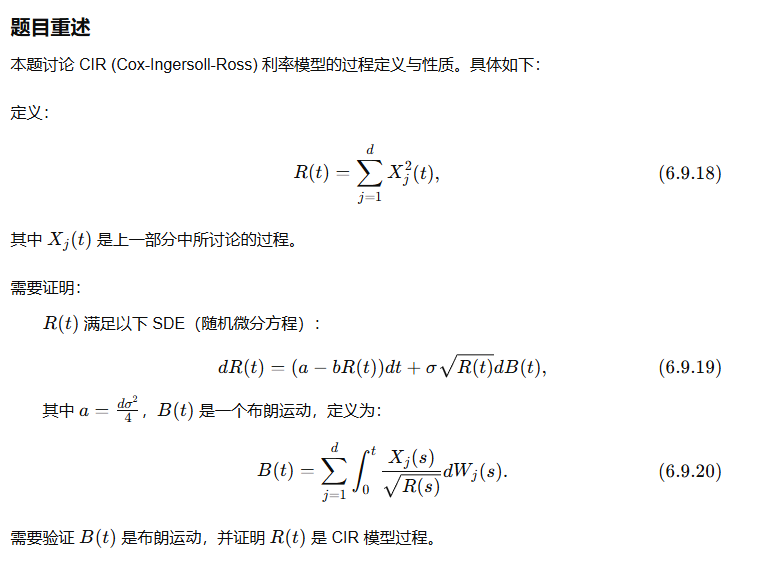 题目重述
本题讨论 CIR (Cox-Ingersoll-Ross) 利率模型的过程定义与性质。具体如下：
定义：
R(t) = \sum_{j=1}^{d} X_j^2(t), (6.9.18)
其中 X_j(t) 是上一部分中所讨论的过程。
需要证明：
R(t) 满足以下 SDE（随机微分方程）：
dR(t) = (a − bR(t))dt + σ\sqrt{R(t)}dB(t), (6.9.19)
其中 a = \frac{dσ^2}{4}，B(t) 是一个布朗运动，定义为：
B(t) = \sum_{j=1}^{d} \int_0^t \frac{X_j(s)}{\sqrt{R(s)}} dW_j(s). (6.9.20)
需要验证 B(t) 是布朗运动，并证明 R(t) 是 CIR 模型过程。